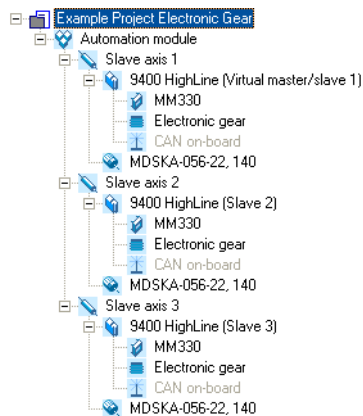 Example Project Electronic Gear
Automation module
Slave axis 1
9400 HighLine (Virtual master/slave 1)
MM330
Electronic gear
CAN on-board
MDSKA-056-22, 140
Slave axis 2
9400 HighLine (Slave 2)
MM330
Electronic gear
CAN on-board
MDSKA-056-22, 140
Slave axis 3
9400 HighLine (Slave 3)
MM330
Electronic gear
CAN on-board
MDSKA-056-22, 140